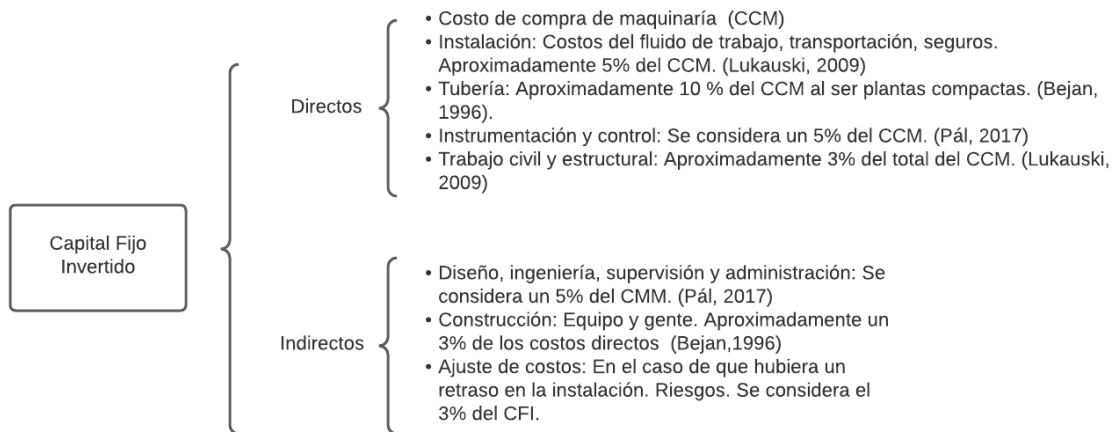 Capital Fijo
Invertido
Directos
• Costo de compra de maquinaría (CCM)
• Instalación: Costos del fluido de trabajo, transportación, seguros.
Aproximadamente 5% del CCM. (Lukauski, 2009)
• Tubería: Aproximadamente 10 % del CCM al ser plantas compactas. (Bejan,
1996).
• Instrumentación y control: Se considera un 5% del CCM. (Pál, 2017)
• Trabajo civil y estructural: Aproximadamente 3% del total del CCM. (Lukauski,
2009)
Indirectos
• Diseño, ingeniería, supervisión y administración: Se
considera un 5% del CMM. (Pál, 2017)
• Construcción: Equipo y gente. Aproximadamente un
3% de los costos directos (Bejan,1996)
• Ajuste de costos: En el caso de que hubiera un
retraso en la instalación. Riesgos. Se considera el
3% del CFI.